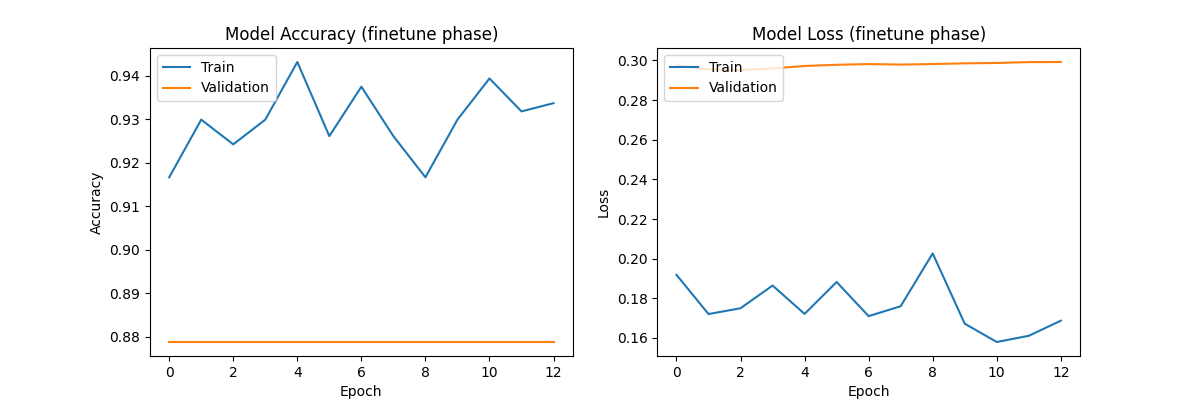 Model Accuracy (finetune phase)
Train
Validation
0.94
0.93
0.92
0.91
0.90
0.89
0.88
Accuracy
0 2 4 6 8 10 12
Epoch
Model Loss (finetune phase)
Train
Validation
0.30
0.28
0.26
0.24
0.22
0.20
0.18
0.16
Loss
0 2 4 6 8 10 12
Epoch